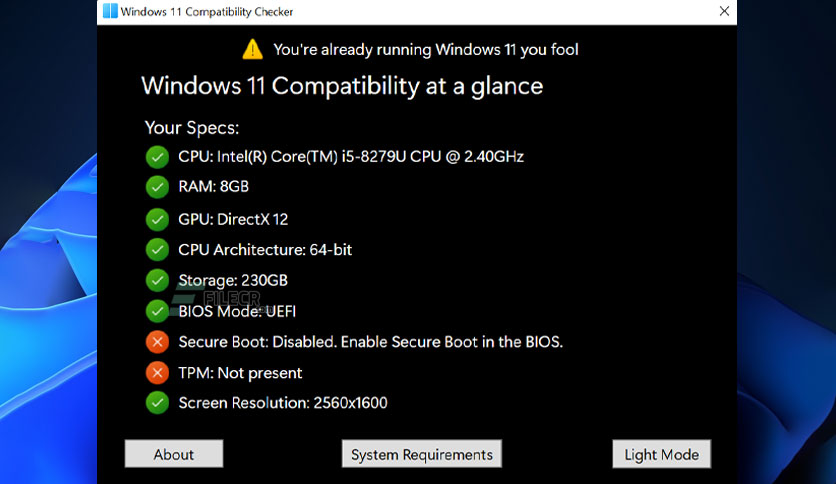 Windows 11 Compatibility Checker
You're already running Windows 11 you fool
Windows 11 Compatibility at a glance
Your Specs:
CPU: Intel(R) Core(TM) i5-8279U CPU @ 2.40GHz
RAM: 8GB
GPU: DirectX 12
CPU Architecture: 64-bit
Storage: 230GB
FILECR
BIOS Mode: UEFI
Secure Boot: Disabled. Enable Secure Boot in the BIOS.
TPM: Not present
Screen Resolution: 2560x1600
About
System Requirements
Light Mode